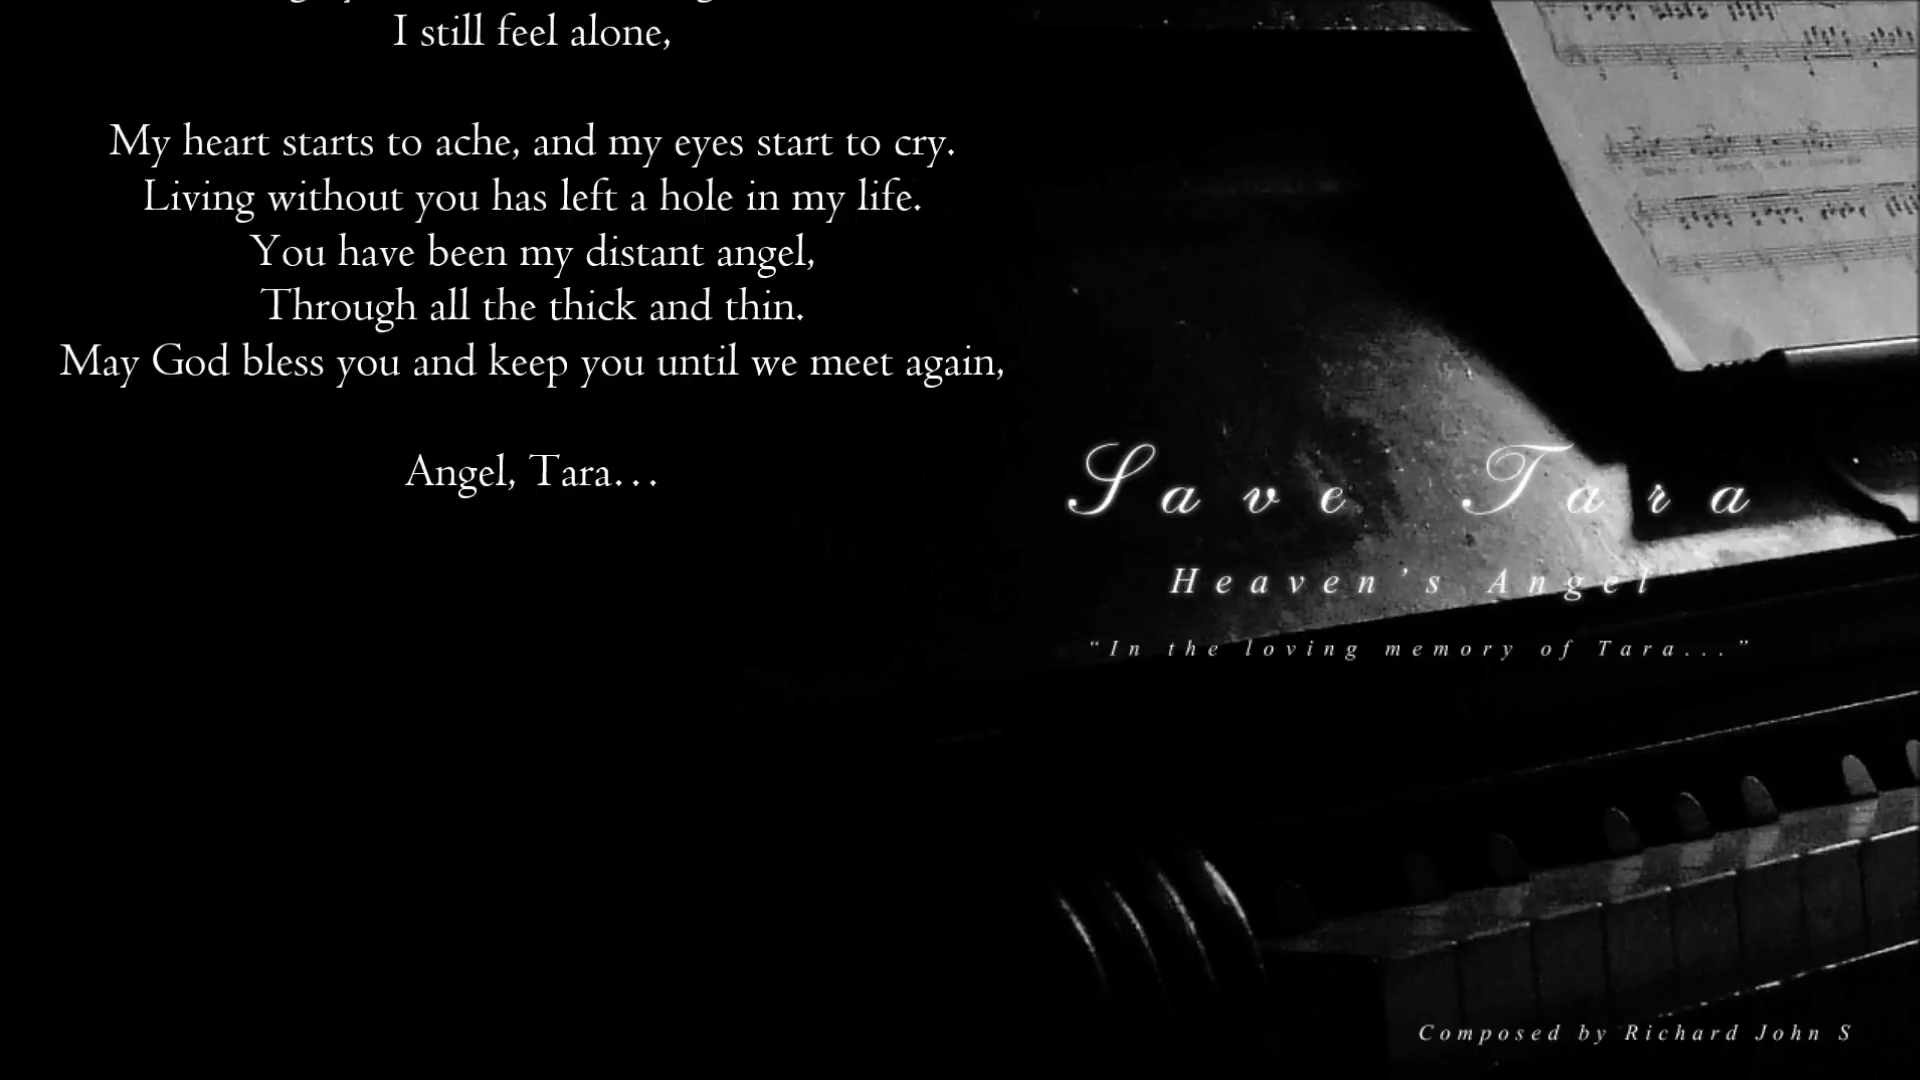 I still feel alone,
My heart starts to ache, and my eyes start to cry.
Living without you has left a hole in my life.
You have been my distant angel,
Through all the thick and thin.
May God bless you and keep you until we meet again,
Angel, Tara...
Save Tara
Heaven's Angel
“In the loving memory of Tara...”
Composed by Richard John S